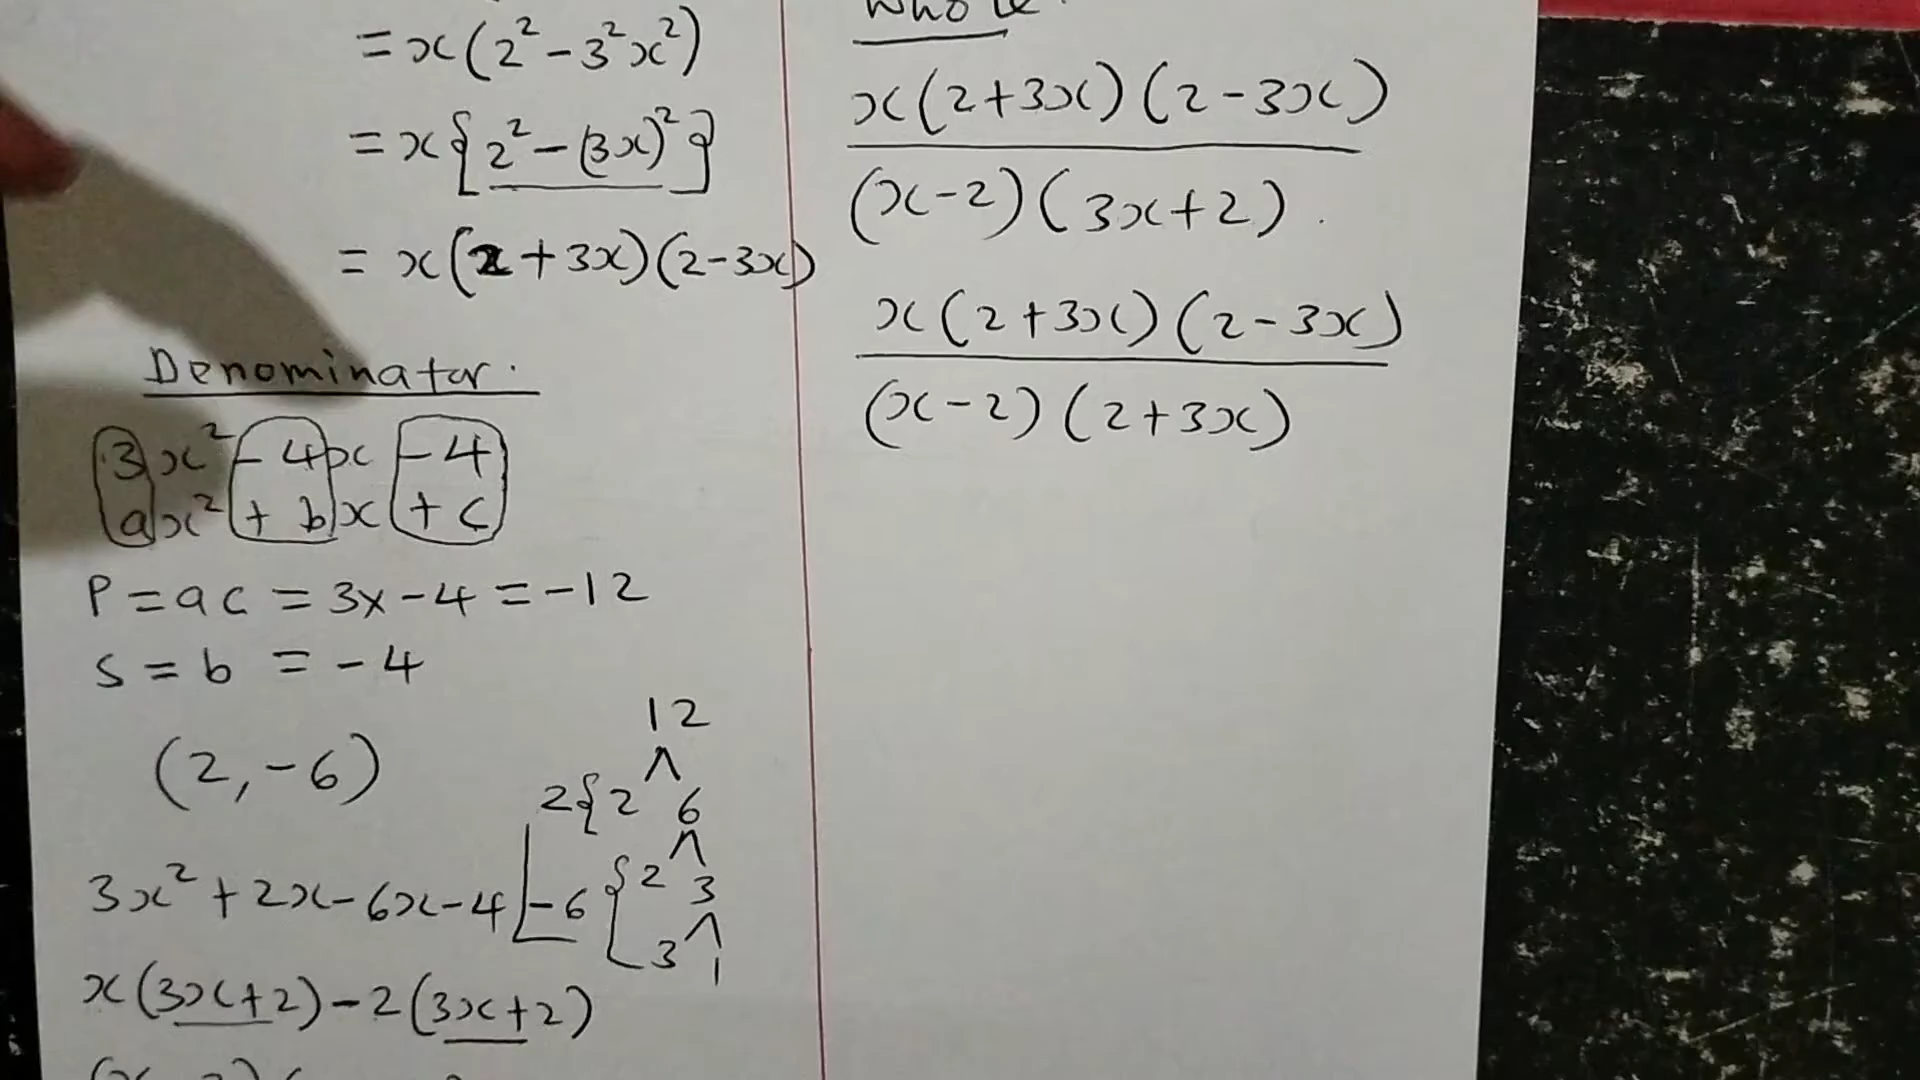 = x(2² - 3²x²)
= x{2² - (3x)²}
= x(2 + 3x)(2 - 3x)
Denominator.
3x² - 4x - 4
ax² + bx + c
P = ac = 3x - 4 = -12
s = b = -4
(2, -6)
12
2{2 6
-6{2 3
3 1
3x² + 2x - 6x - 4
x(3x+2) - 2(3x+2)
Whole.
x(2+3x)(2-3x)
(x-2)(3x+2).
x(2+3x)(2-3x)
(x-2)(2+3x)